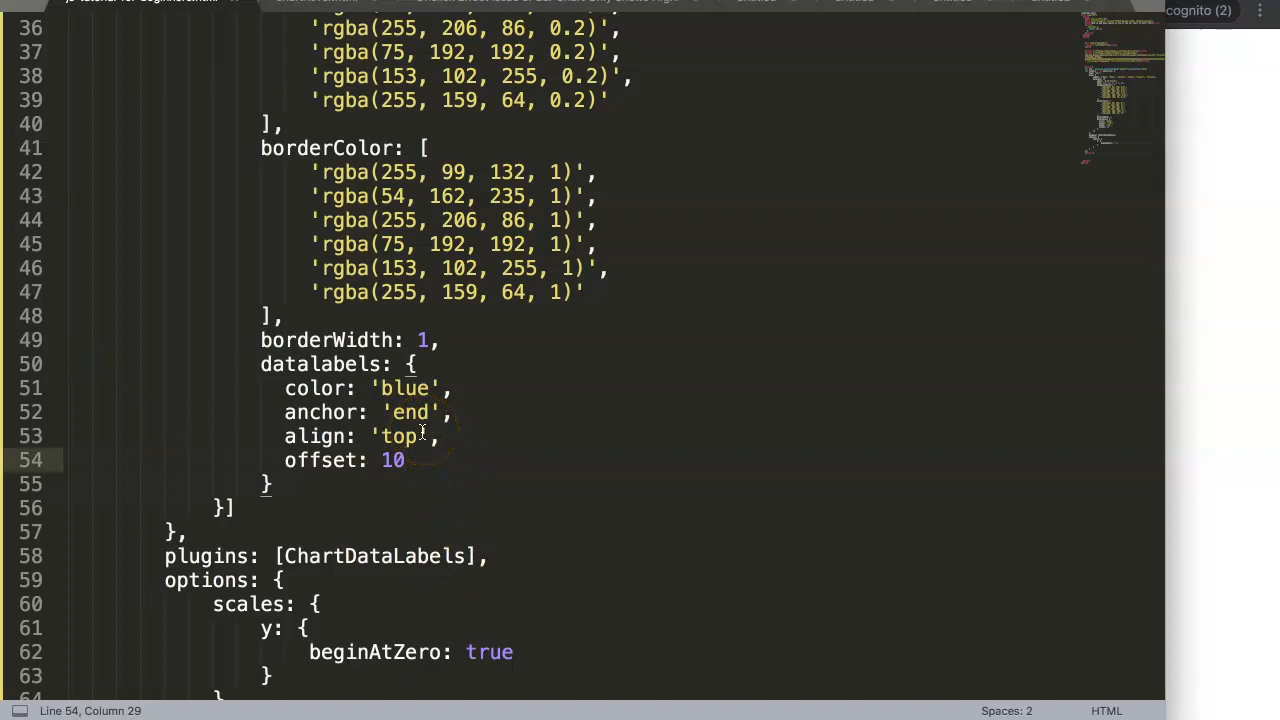 cognito (2)
36 'rgba(255, 206, 86, 0.2)',
37 'rgba(75, 192, 192, 0.2)',
38 'rgba(153, 102, 255, 0.2)',
39 'rgba(255, 159, 64, 0.2)'
40 ],
41 borderColor: [
42 'rgba(255, 99, 132, 1)',
43 'rgba(54, 162, 235, 1)',
44 'rgba(255, 206, 86, 1)',
45 'rgba(75, 192, 192, 1)',
46 'rgba(153, 102, 255, 1)',
47 'rgba(255, 159, 64, 1)'
48 ],
49 borderWidth: 1,
50 datalabels: {
51 color: 'blue',
52 anchor: 'end',
53 align: 'top',
54 offset: 10
55 }
56 }]
57 },
58 plugins: [ChartDataLabels],
59 options: {
60 scales: {
61 y: {
62 beginAtZero: true
63 }
64 }
Line 54, Column 29 Spaces: 2 HTML